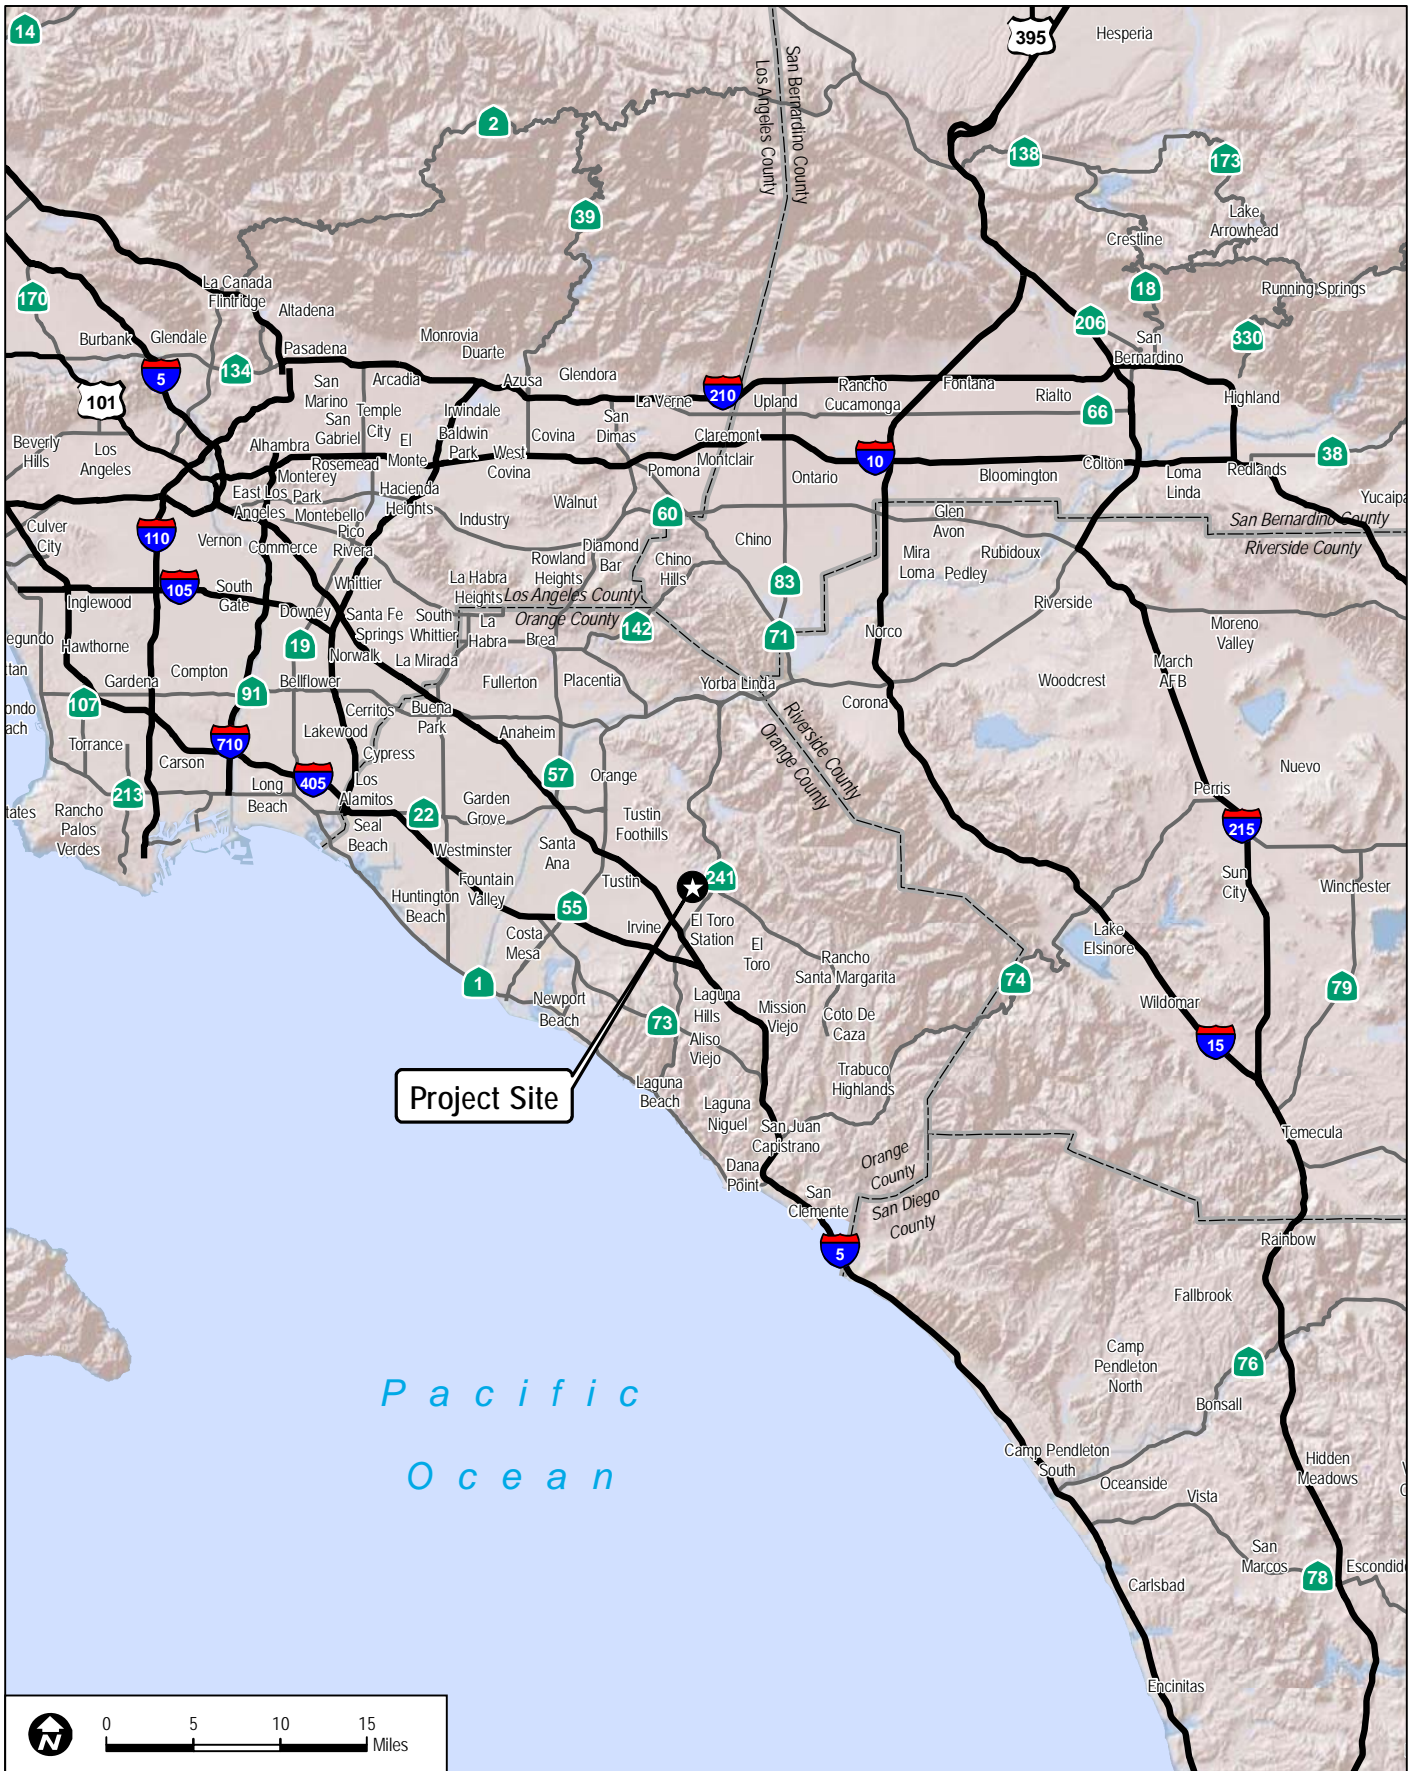 14
395
Hesperia
San Bernardino County
Los Angeles County
2
138
173
39
Lake
Arrowhead
Crestline
La Canada
Flintridge
18
Running Springs
170
Altadena
206
330
Burbank
Glendale
Monrovia
Duarte
San
Bernardino
5
134
Pasadena
San
Marino
Arcadia
Azusa
Glendora
210
La Verne
Upland
Rancho
Cucamonga
Fontana
Rialto
66
Highland
101
Temple
City
San
Gabriel
Irwindale
Baldwin
Park
Covina
San
Dimas
Claremont
Montclair
Beverly
Hills
Los
Angeles
Alhambra
El
Monte
Rosemead
West
Covina
Pomona
10
Ontario
Bloomington
Colton
Loma
Linda
Redlands
38
Monterey
Park
East Los
Angeles
Hacienda
Heights
Walnut
60
Yucaipa
Culver
City
110
Vernon
Commerce
Montebello
Pico
Rivera
Industry
Diamond
Bar
Chino
Glen
Avon
San Bernardino County
Riverside County
Rowland
Heights
Chino
Hills
Mira
Loma
Pedley
Rubidoux
105
South
Gate
Whittier
La Habra
Heights
Los Angeles County
Orange County
83
Riverside
Inglewood
Downey
Santa Fe
Springs
South
Whittier
La
Habra
Brea
142
71
Norco
Moreno
Valley
egundo
Hawthorne
19
Norwalk
La Mirada
March
AFB
ttan
Compton
Gardena
91
Bellflower
Fullerton
Placentia
Yorba Linda
Woodcrest
107
ondo
ach
Cerritos
Buena
Park
Corona
Riverside County
Orange County
Torrance
710
Lakewood
Cypress
Anaheim
Carson
405
Los
Alamitos
57
Orange
Nuevo
213
Long
Beach
22
Garden
Grove
Perris
tates
Rancho
Palos
Verdes
Seal
Beach
Westminster
Santa
Ana
Tustin
Foothills
215
Fountain
Valley
Tustin
241
Sun
City
Winchester
Huntington
Beach
55
Irvine
El Toro
Station
Costa
Mesa
El
Toro
Lake
Elsinore
Rancho
Santa Margarita
1
74
79
Newport
Beach
Laguna
Hills
Mission
Viejo
Wildomar
73
Coto De
Caza
15
Aliso
Viejo
Trabuco
Highlands
Project Site
Laguna
Beach
Laguna
Niguel
San Juan
Capistrano
Temecula
Orange
County
Dana
Point
San
Clemente
San Diego
County
5
Rainbow
Fallbrook
Camp
Pendleton
North
76
Pacific
Bonsall
Ocean
Camp Pendleton
South
Hidden
Meadows
Oceanside
Vista
San
Marcos
78
Escondid
Carlsbad
Encinitas
N
0 5 10 15
Miles